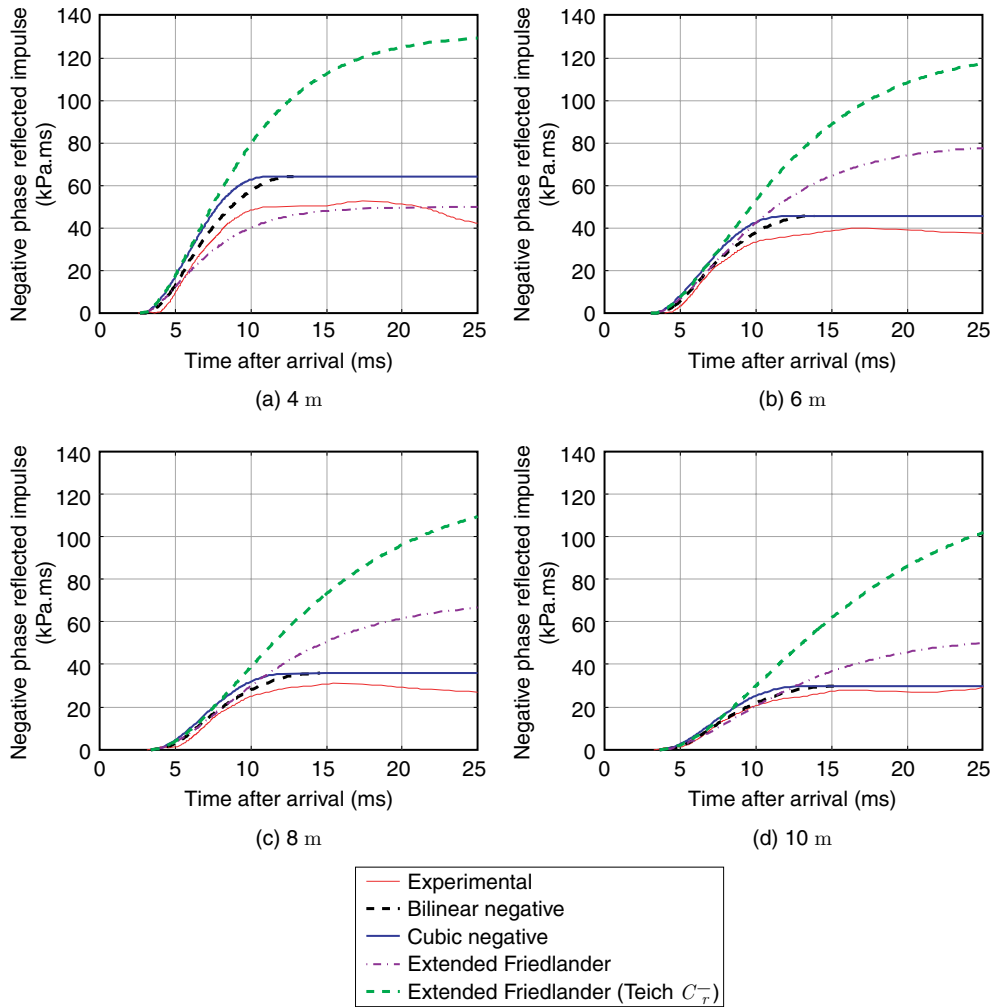 140
120
100
80
60
40
20
0
Negative phase reflected impulse
(kPa.ms)
0 5 10 15 20 25
Time after arrival (ms)
(a) 4 m
140
120
100
80
60
40
20
0
Negative phase reflected impulse
(kPa.ms)
0 5 10 15 20 25
Time after arrival (ms)
(b) 6 m
140
120
100
80
60
40
20
0
Negative phase reflected impulse
(kPa.ms)
0 5 10 15 20 25
Time after arrival (ms)
(c) 8 m
140
120
100
80
60
40
20
0
Negative phase reflected impulse
(kPa.ms)
0 5 10 15 20 25
Time after arrival (ms)
(d) 10 m
Experimental
Bilinear negative
Cubic negative
Extended Friedlander
Extended Friedlander (Teich C_r^−)